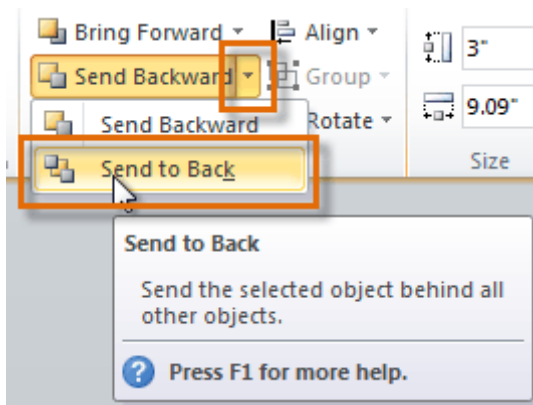 Bring Forward Align
3"
Send Backward Group
9.09"
Send Backward Rotate
Send to Back Size
Send to Back
Send the selected object behind all
other objects.
? Press F1 for more help.